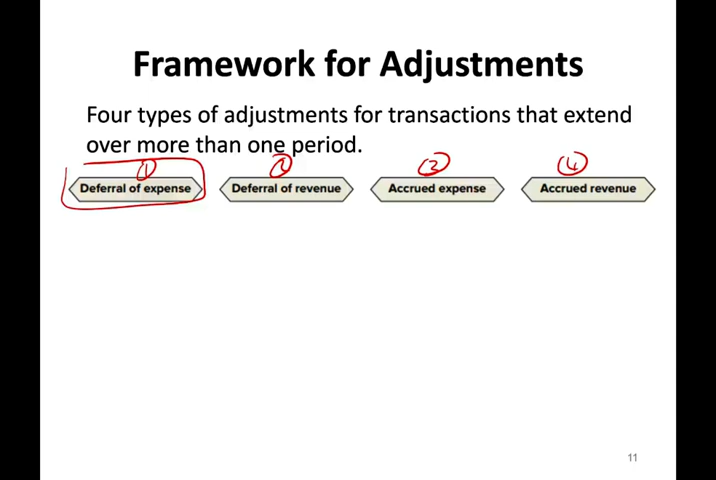 Framework for Adjustments
Four types of adjustments for transactions that extend
over more than one period.
① ② ③ ④
Deferral of expense Deferral of revenue Accrued expense Accrued revenue
11